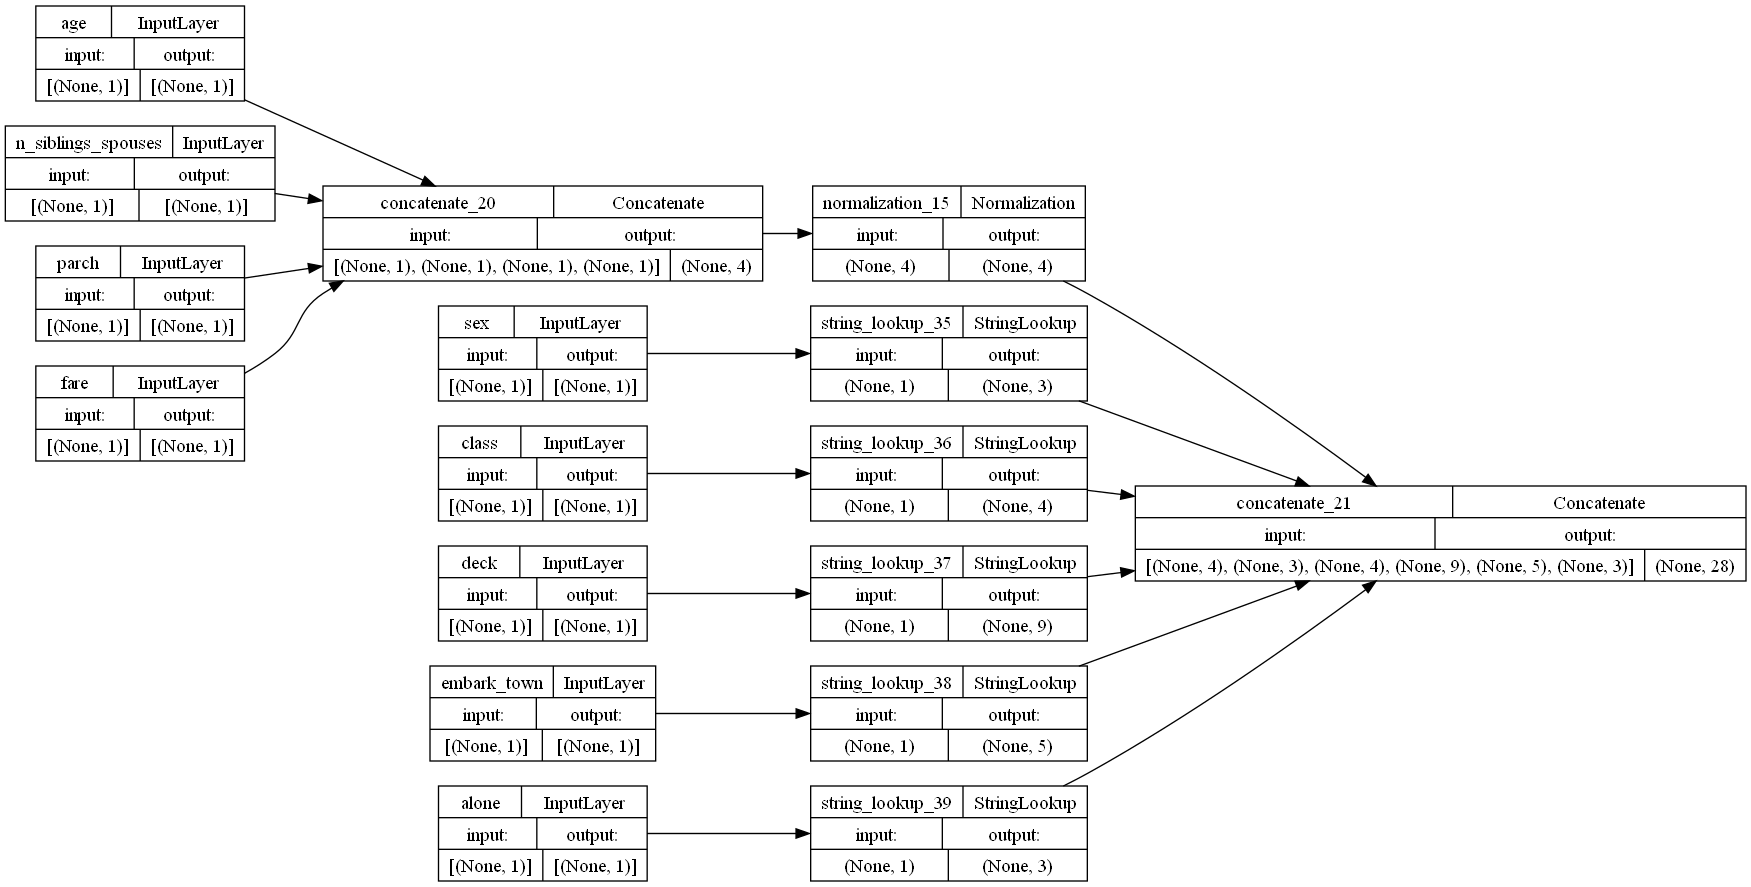 age InputLayer
input: output:
[(None, 1)] [(None, 1)]
n_siblings_spouses InputLayer
input: output:
[(None, 1)] [(None, 1)]
parch InputLayer
input: output:
[(None, 1)] [(None, 1)]
fare InputLayer
input: output:
[(None, 1)] [(None, 1)]
concatenate_20 Concatenate
input: output:
[(None, 1), (None, 1), (None, 1), (None, 1)] (None, 4)
normalization_15 Normalization
input: output:
(None, 4) (None, 4)
sex InputLayer
input: output:
[(None, 1)] [(None, 1)]
string_lookup_35 StringLookup
input: output:
(None, 1) (None, 3)
class InputLayer
input: output:
[(None, 1)] [(None, 1)]
string_lookup_36 StringLookup
input: output:
(None, 1) (None, 4)
deck InputLayer
input: output:
[(None, 1)] [(None, 1)]
string_lookup_37 StringLookup
input: output:
(None, 1) (None, 9)
embark_town InputLayer
input: output:
[(None, 1)] [(None, 1)]
string_lookup_38 StringLookup
input: output:
(None, 1) (None, 5)
alone InputLayer
input: output:
[(None, 1)] [(None, 1)]
string_lookup_39 StringLookup
input: output:
(None, 1) (None, 3)
concatenate_21 Concatenate
input: output:
[(None, 4), (None, 3), (None, 4), (None, 9), (None, 5), (None, 3)] (None, 28)